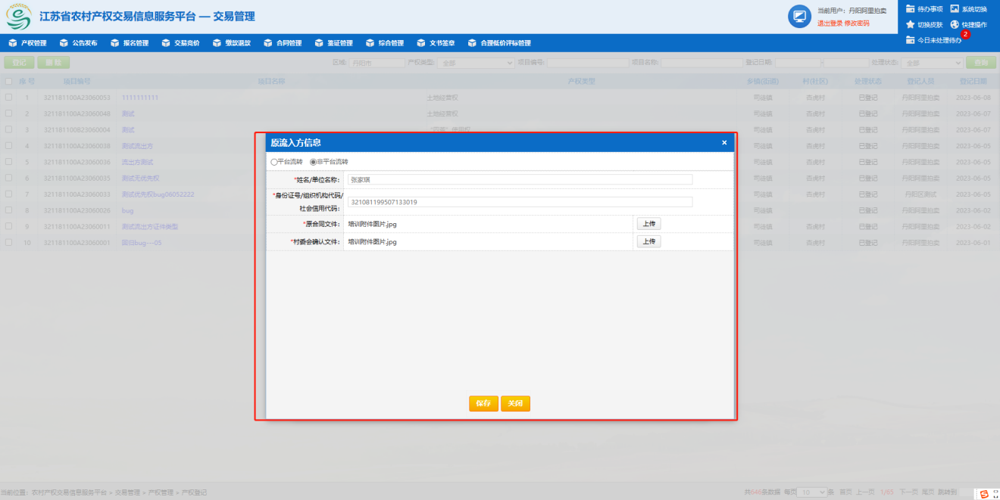 江苏省农村产权交易信息服务平台 — 交易管理
当前用户: 丹阳阿里拍卖
退出登录 修改密码
待办事项 系统切换
切换皮肤 快捷操作
今日未处理待办 2
产权管理 公告发布 报名管理 交易竞价 缴款退款 合同管理 鉴证管理 综合管理 文书签章 合理低价评标管理
登记 删除 区域: 丹阳市 产权类型: 全部 项目编号: 项目名称: 登记日期: 处理状态: 全部 查询
序号 项目编号 项目名称 产权类型 乡镇(街道) 村(社区) 处理状态 登记人员 登记日期
1 321181100A23060053 1111111111 土地经营权 司徒镇 杏虎村 已登记 丹阳阿里拍卖 2023-06-08
2 321181100A23060048 测试 土地经营权 司徒镇 杏虎村 已登记 丹阳阿里拍卖 2023-06-07
3 321181100B23060004 测试 "四荒"使用权 司徒镇 杏虎村 已登记 丹阳阿里拍卖 2023-06-07
4 321181100A23060038 测试流出方 司徒镇 杏虎村 已登记 丹阳阿里拍卖 2023-06-05
5 321181100A23060036 流出方测试 司徒镇 杏虎村 已登记 丹阳阿里拍卖 2023-06-05
6 321181100A23060035 测试无优先权 司徒镇 杏虎村 已登记 丹阳阿里拍卖 2023-06-05
7 321181100A23060033 测试优先权bug06052222 司徒镇 杏虎村 已登记 丹阳区测试 2023-06-05
8 321181100A23060026 bug 司徒镇 已登记 丹阳阿里拍卖 2023-06-02
9 321181100A23060011 测试流出方证件类型 司徒镇 杏虎村 已登记 丹阳阿里拍卖 2023-06-02
10 321181100A23060001 回归bug---05 司徒镇 杏虎村 已登记 丹阳阿里拍卖 2023-06-01
原流入方信息 ×
平台流转 非平台流转
*姓名/单位名称: 张家琪
*身份证号/组织机构代码/
社会信用代码: 321081199507133019
*原合同文件: 培训附件图片.jpg 上传
*村委会确认文件: 培训附件图片.jpg 上传
保存 关闭
当前位置: 农村产权交易信息服务平台 » 交易管理 » 产权管理 » 产权登记
共646条数据 每页 10 条 首页 上一页 1/65 下一页 尾页 跳转到